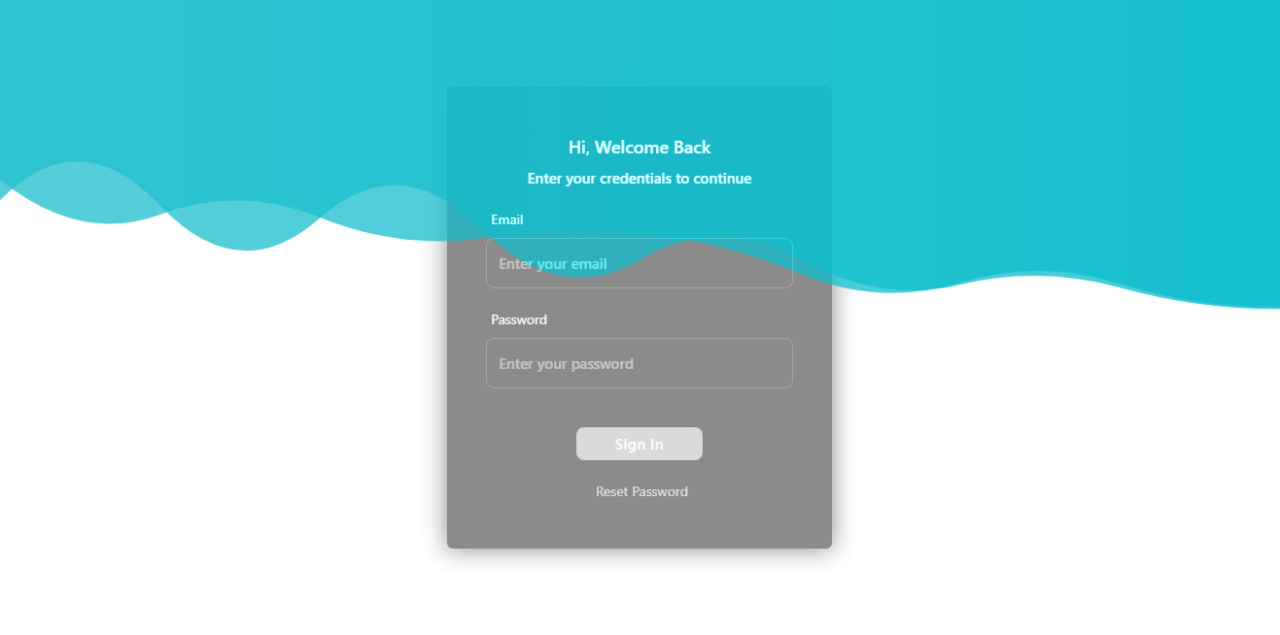 Hi, Welcome Back
Enter your credentials to continue
Email
Enter your email
Password
Enter your password
Sign In
Reset Password